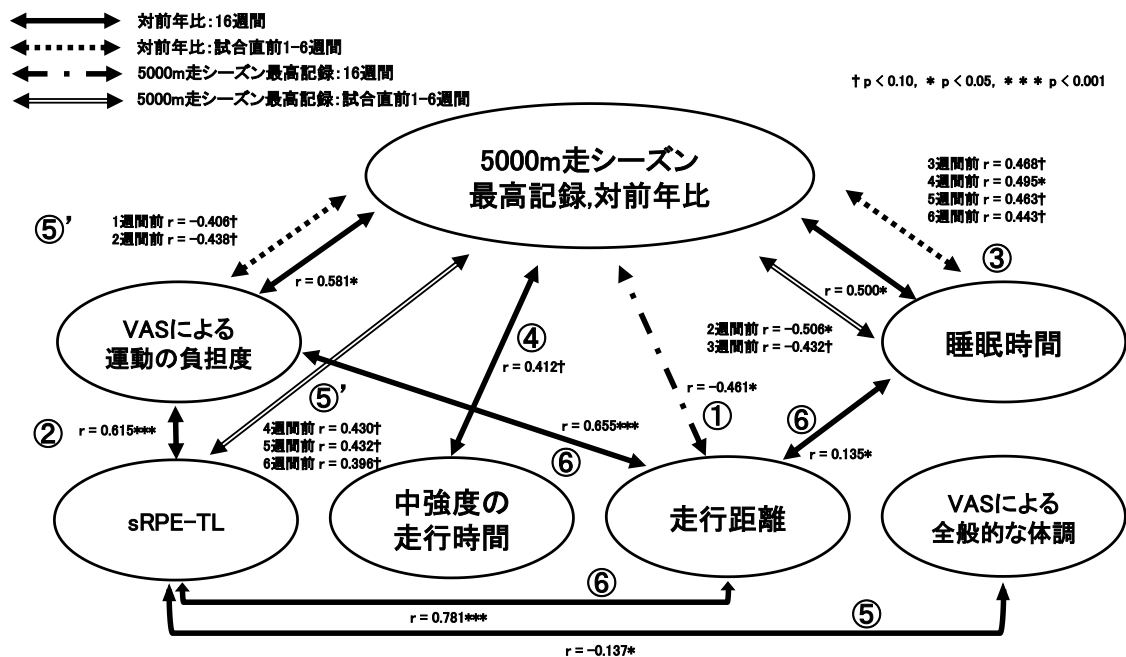 対前年比:16週間
対前年比:試合直前1-6週間
5000m走シーズン最高記録:16週間
5000m走シーズン最高記録:試合直前1-6週間
† p < 0.10, * p < 0.05, * * * p < 0.001
5000m走シーズン
最高記録,対前年比
3週間前 r = 0.468†
4週間前 r = 0.495*
5週間前 r = 0.463†
6週間前 r = 0.443†
⑤’
1週間前 r = -0.406†
2週間前 r = -0.438†
③
r = 0.581*
r = 0.500*
VASによる
運動の負担度
④
r = 0.412†
2週間前 r = -0.506*
3週間前 r = -0.432†
睡眠時間
r = -0.461*
⑤’
①
⑥
②
r = 0.615***
4週間前 r = 0.430†
5週間前 r = 0.432†
6週間前 r = 0.396†
r = 0.655***
⑥
r = 0.135*
sRPE-TL
中強度の
走行時間
走行距離
VASによる
全般的な体調
⑥
r = 0.781***
⑤
r = -0.137*